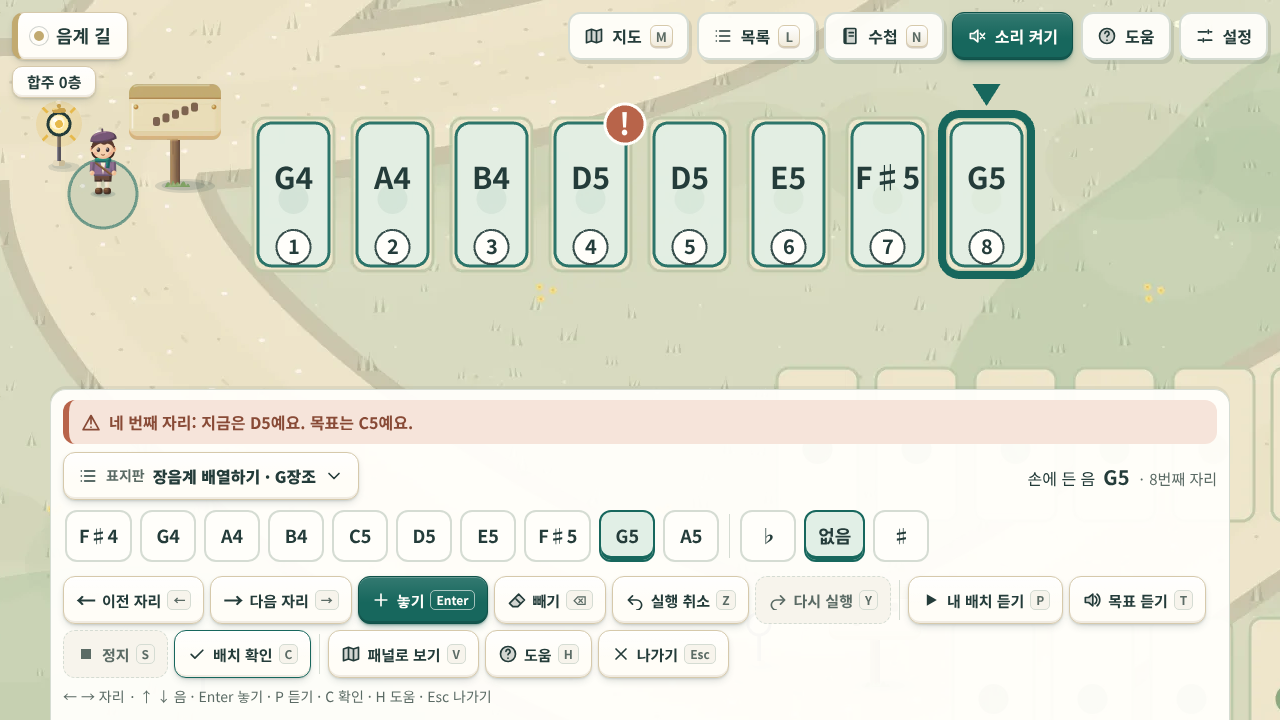 음계 길
지도 M
목록 L
수첩 N
소리 켜기
도움
설정
합주 0층
G4 A4 B4 D5 D5 E5 F♯5 G5
!
1 2 3 4 5 6 7 8
네 번째 자리: 지금은 D5예요. 목표는 C5예요.
표지판 장음계 배열하기 · G장조
손에 든 음 G5 · 8번째 자리
F♯4 G4 A4 B4 C5 D5 E5 F♯5 G5 A5 ♭ 없음 ♯
← 이전 자리 ← → 다음 자리 → + 놓기 Enter 빼기 ⌫ 실행 취소 Z 다시 실행 Y 내 배치 듣기 P 목표 듣기 T
정지 S 배치 확인 C 패널로 보기 V 도움 H 나가기 Esc
← → 자리 · ↑ ↓ 음 · Enter 놓기 · P 듣기 · C 확인 · H 도움 · Esc 나가기